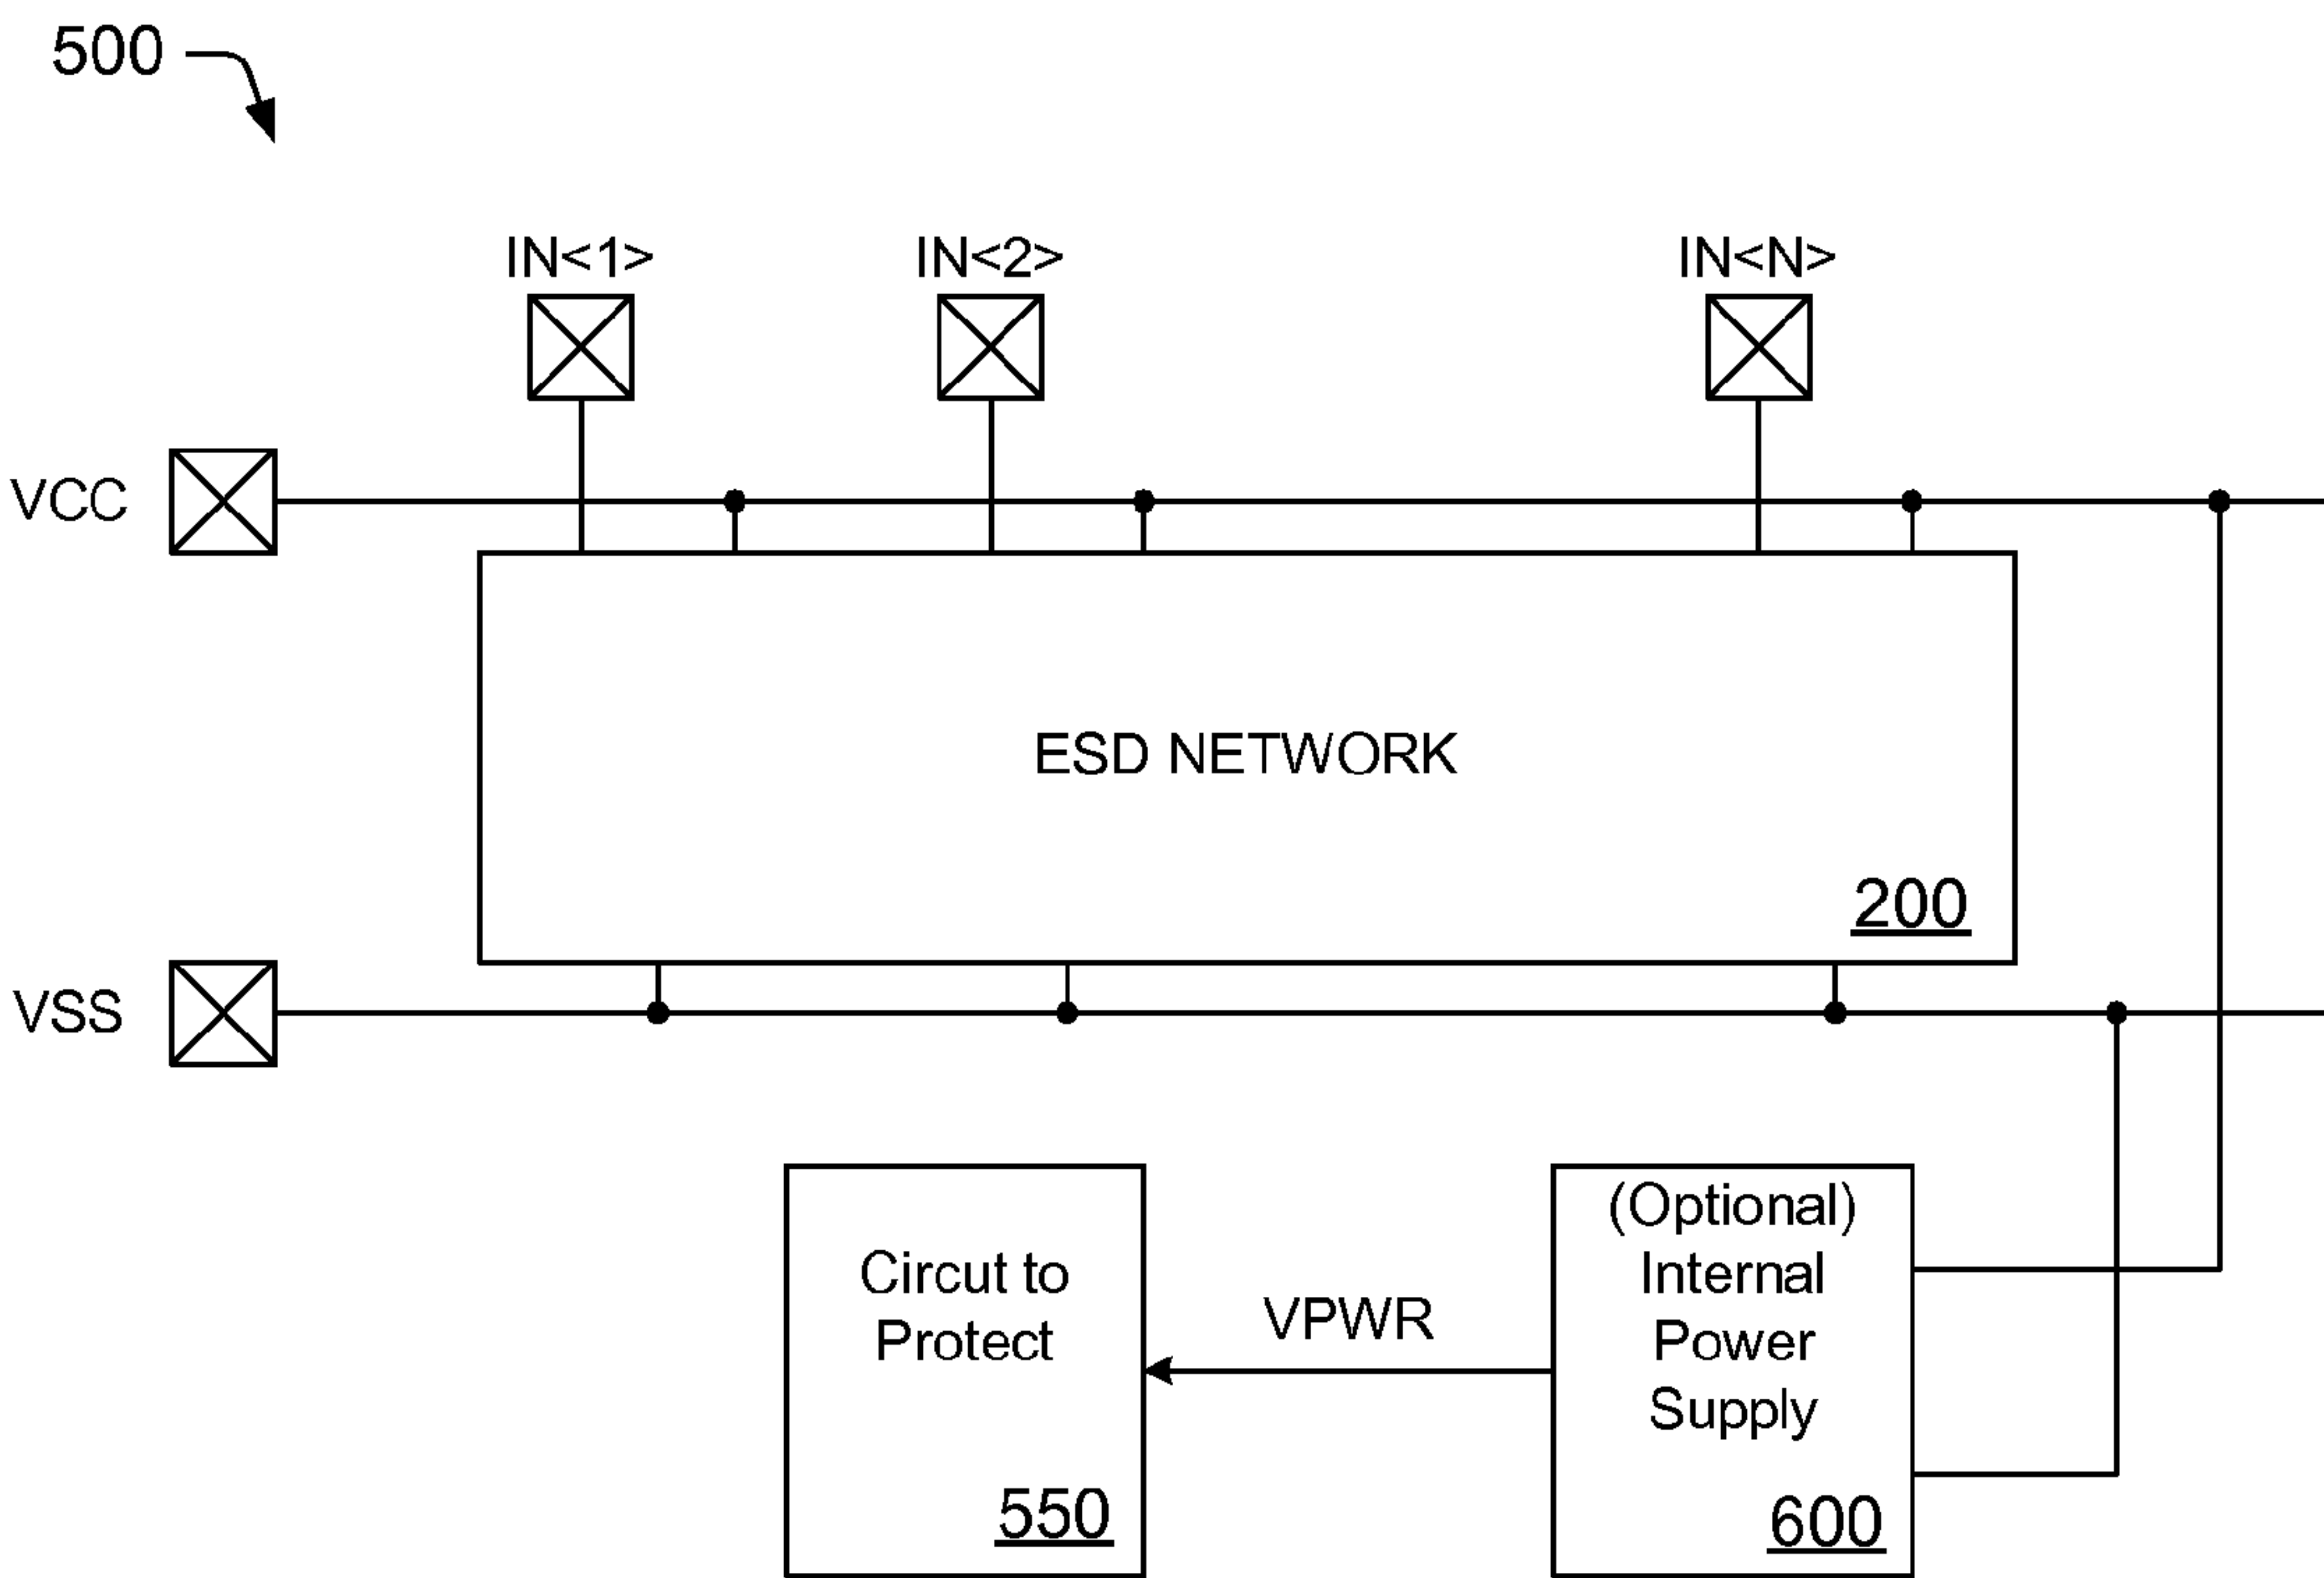 500
IN<1>
IN<2>
IN<N>
VCC
ESD NETWORK
200
VSS
Circut to
Protect
550
VPWR
(Optional)
Internal
Power
Supply
600